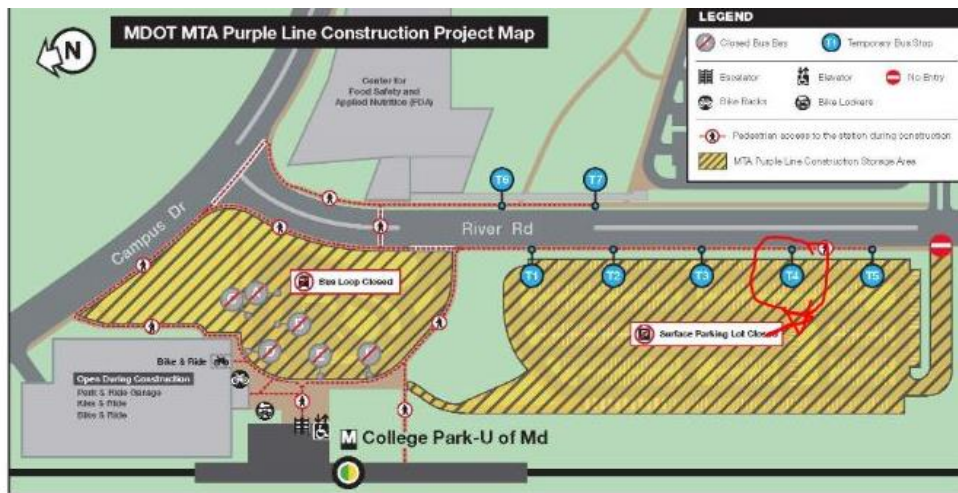 MDOT MTA Purple Line Construction Project Map
N
LEGEND
Closed Bus Bay
T1 Temporary Bus Stop
Escalator
Elevator
No Entry
Bike Racks
Bike Lockers
Pedestrian access to the station during construction
MTA Purple Line Construction Storage Area
Center for
Food Safety and
Applied Nutrition (FDA)
Campus Dr
River Rd
T6
T7
T1
T2
T3
T4
T5
Bus Loop Closed
Surface Parking Lot Closed
Bike & Ride
Open During Construction
Park & Ride Garage
Kiss & Ride
Bike & Ride
M College Park-U of Md